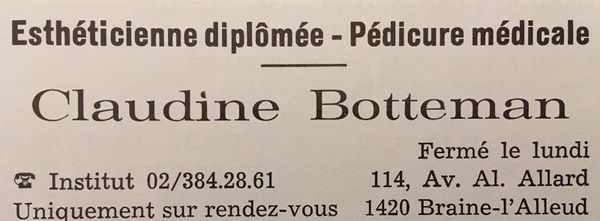 Esthéticienne diplômée - Pédicure médicale
Claudine Botteman
Fermé le lundi
☎ Institut 02/384.28.61 114, Av. Al. Allard
Uniquement sur rendez-vous 1420 Braine-l'Alleud